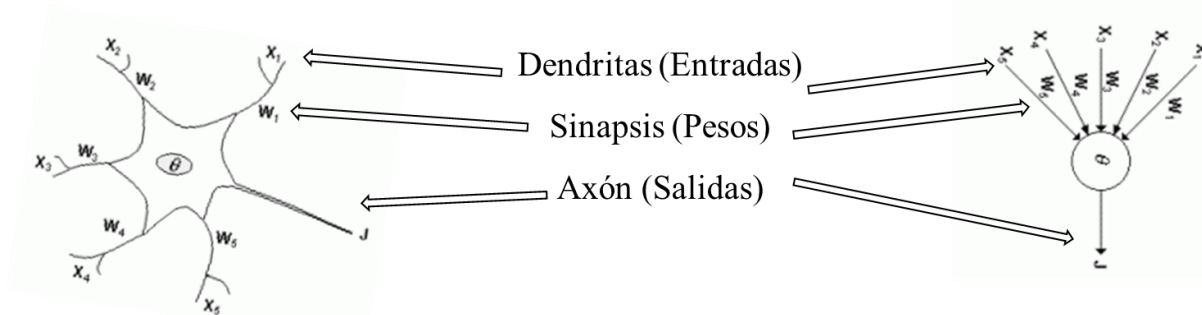 X₂
X₁
W₂
W₁
X₃
W₃
θ
W₄
W₅
J
X₄
X₅
Dendritas (Entradas)
Sinapsis (Pesos)
Axón (Salidas)
X₅
X₄
X₃
X₂
X₁
W₅
W₄
W₃
W₂
W₁
θ
J